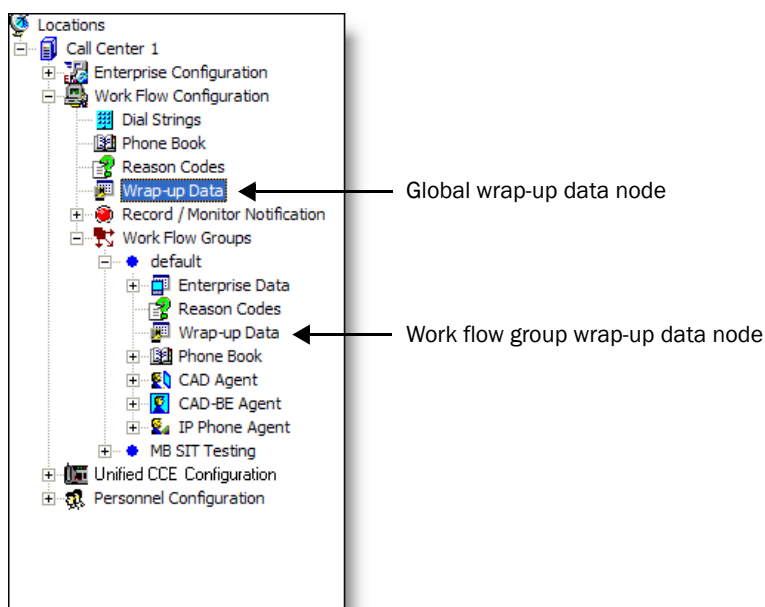 Locations
Call Center 1
Enterprise Configuration
Work Flow Configuration
Dial Strings
Phone Book
Reason Codes
Wrap-up Data
Global wrap-up data node
Record / Monitor Notification
Work Flow Groups
default
Enterprise Data
Reason Codes
Wrap-up Data
Work flow group wrap-up data node
Phone Book
CAD Agent
CAD-BE Agent
IP Phone Agent
MB SIT Testing
Unified CCE Configuration
Personnel Configuration